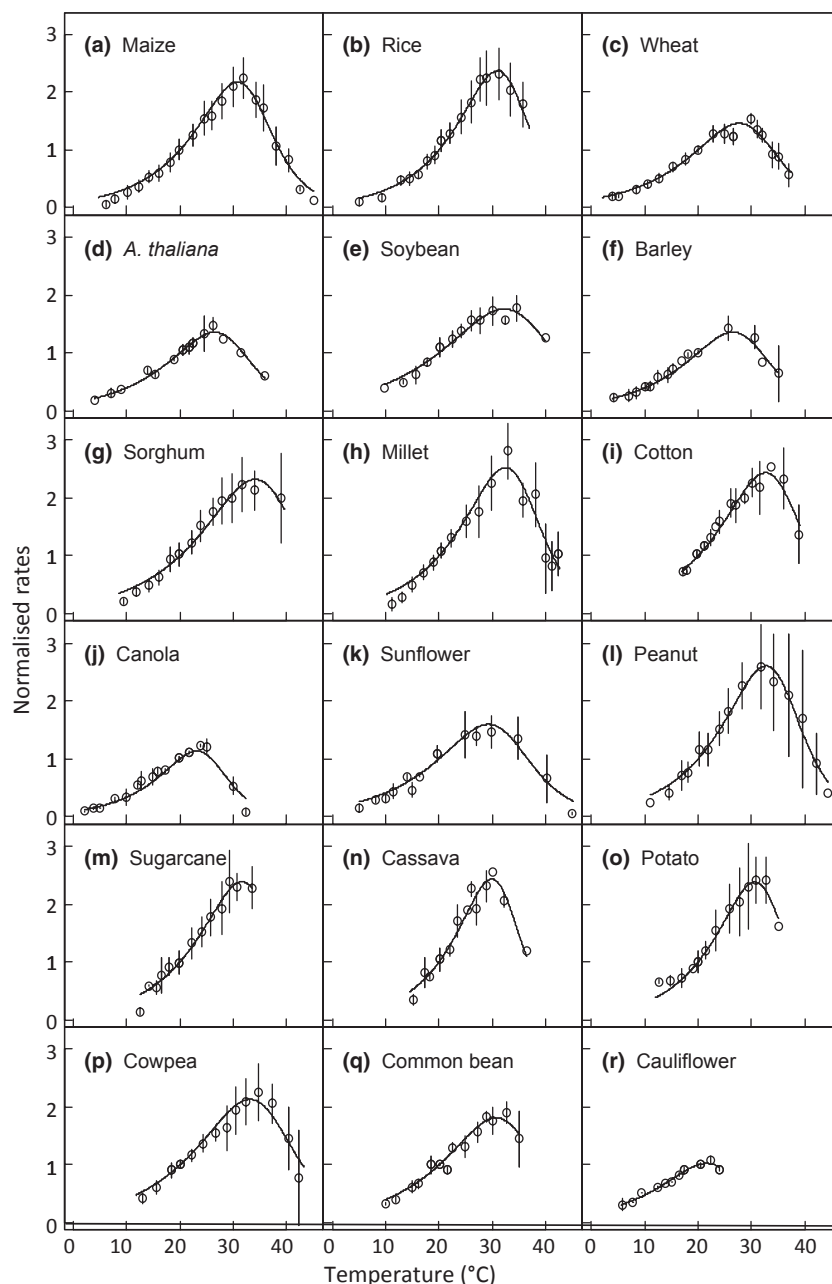 3
2
1
0
(a) Maize
(b) Rice
(c) Wheat
3
2
1
0
(d) A. thaliana
(e) Soybean
(f) Barley
3
2
1
0
(g) Sorghum
(h) Millet
(i) Cotton
Normalised rates
3
2
1
0
(j) Canola
(k) Sunflower
(l) Peanut
3
2
1
0
(m) Sugarcane
(n) Cassava
(o) Potato
3
2
1
0
(p) Cowpea
(q) Common bean
(r) Cauliflower
0 10 20 30 40 0 10 20 30 40 0 10 20 30 40
Temperature (°C)